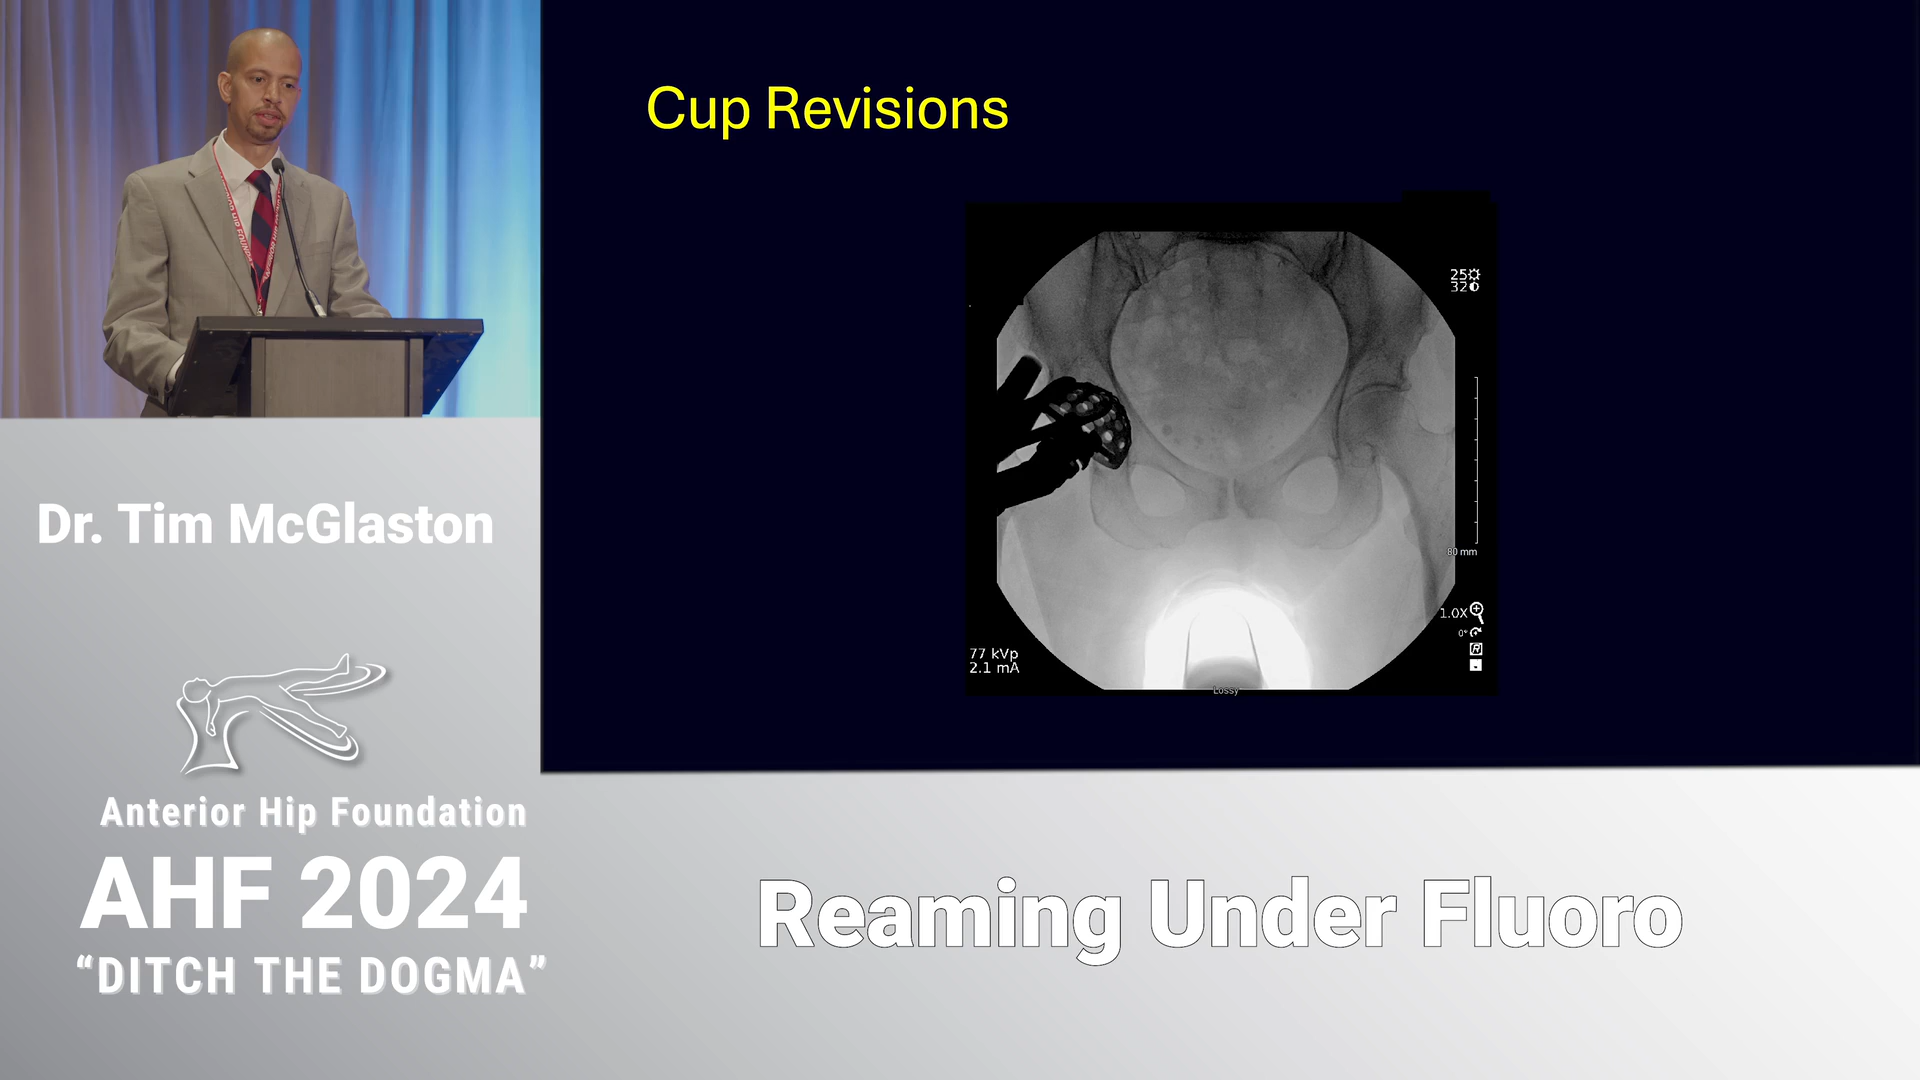 Cup Revisions
25
32
80 mm
1.0X
0°
77 kVp
2.1 mA
Lossy
Dr. Tim McGlaston
Anterior Hip Foundation
AHF 2024
“DITCH THE DOGMA”
Reaming Under Fluoro